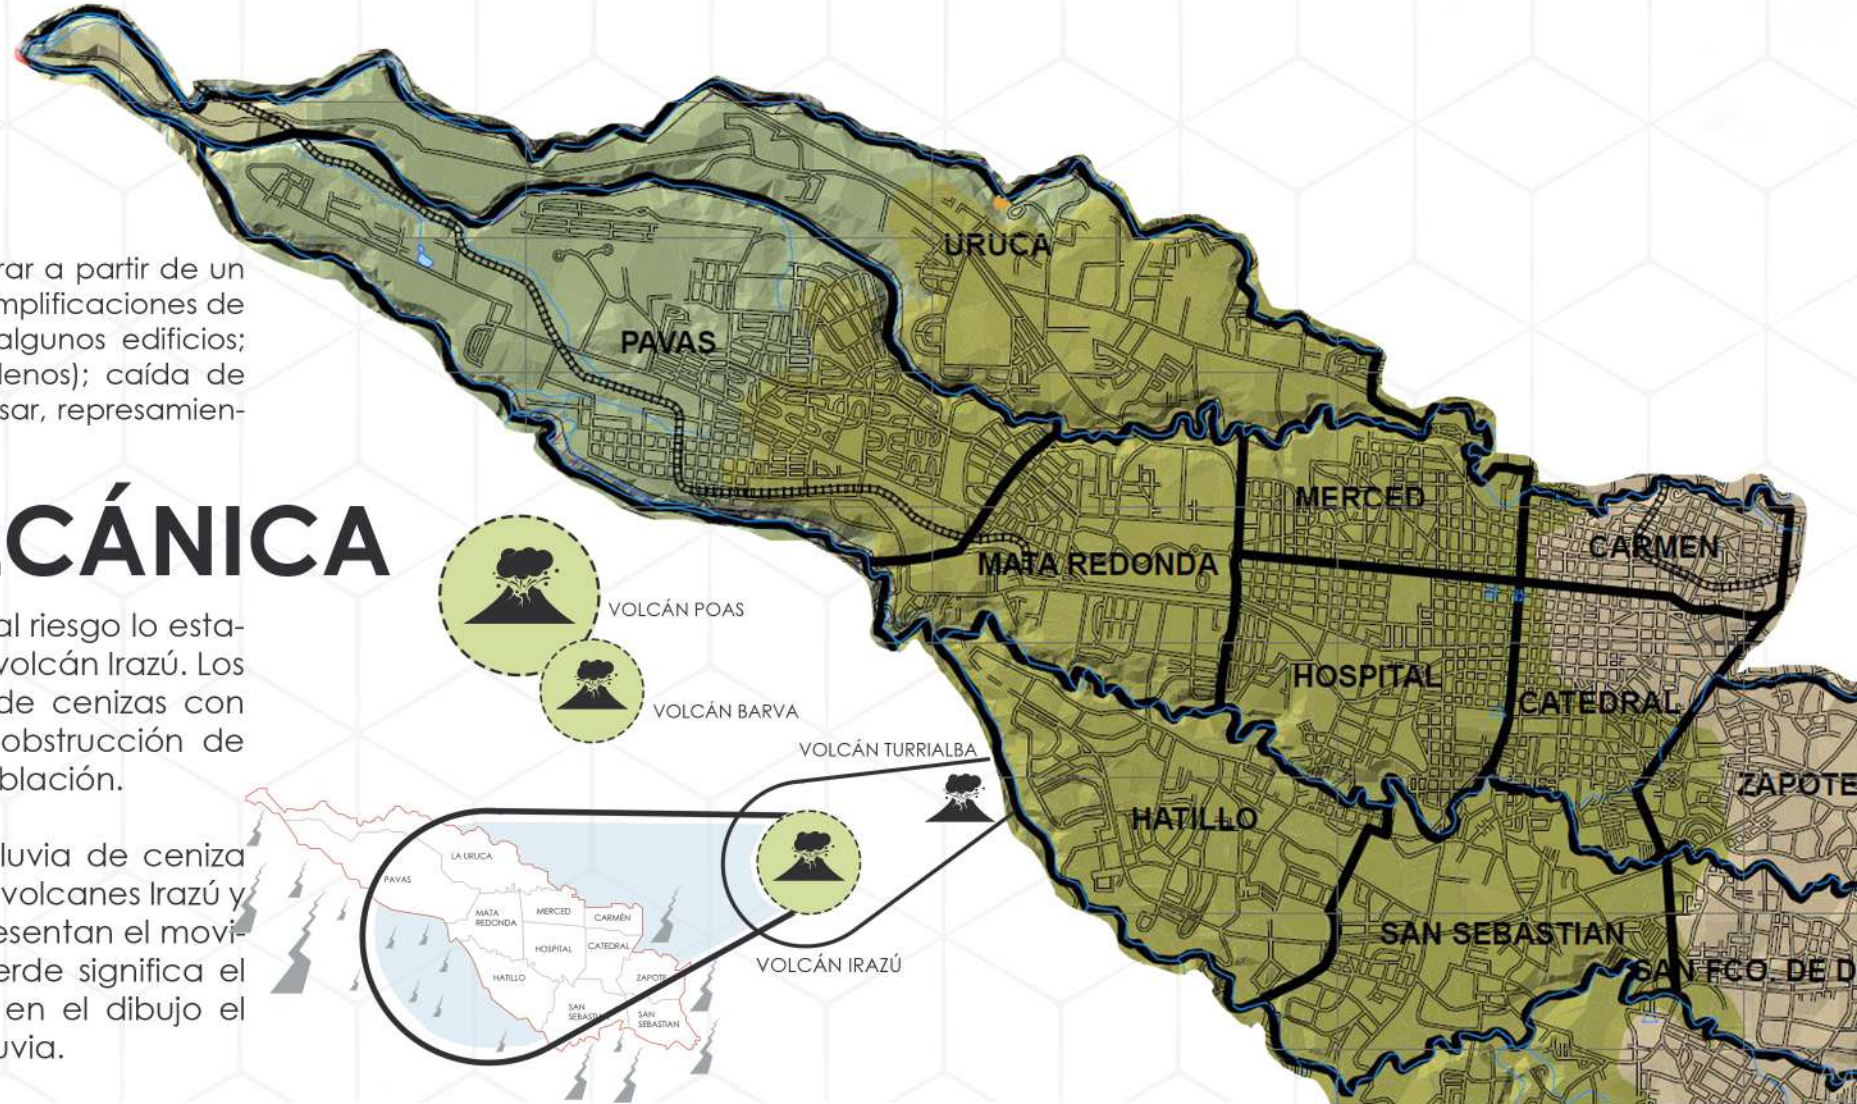 rar a partir de un
mplificaciones de
algunos edificios;
lenos); caída de
sar, represamien-
CÁNICA
al riesgo lo esta-
volcán Irazú. Los
de cenizas con
obstrucción de
blación.
lluvia de ceniza
volcanes Irazú y
esentan el movi-
erde significa el
en el dibujo el
uvia.
VOLCÁN POAS
VOLCÁN BARVA
VOLCÁN TURRIALBA
VOLCÁN IRAZÚ
LA URUCA
PAVAS
MATA
REDONDA
MERCED
CARMÉN
HOSPITAL
CATEDRAL
HATILLO
ZAPOTE
SAN
SEBASTIAN
SAN
SEBASTIAN
URUCA
PAVAS
MERCED
CARMEN
MATA REDONDA
HOSPITAL
CATEDRAL
ZAPOTE
HATILLO
SAN SEBASTIAN
SAN FCO. DE D